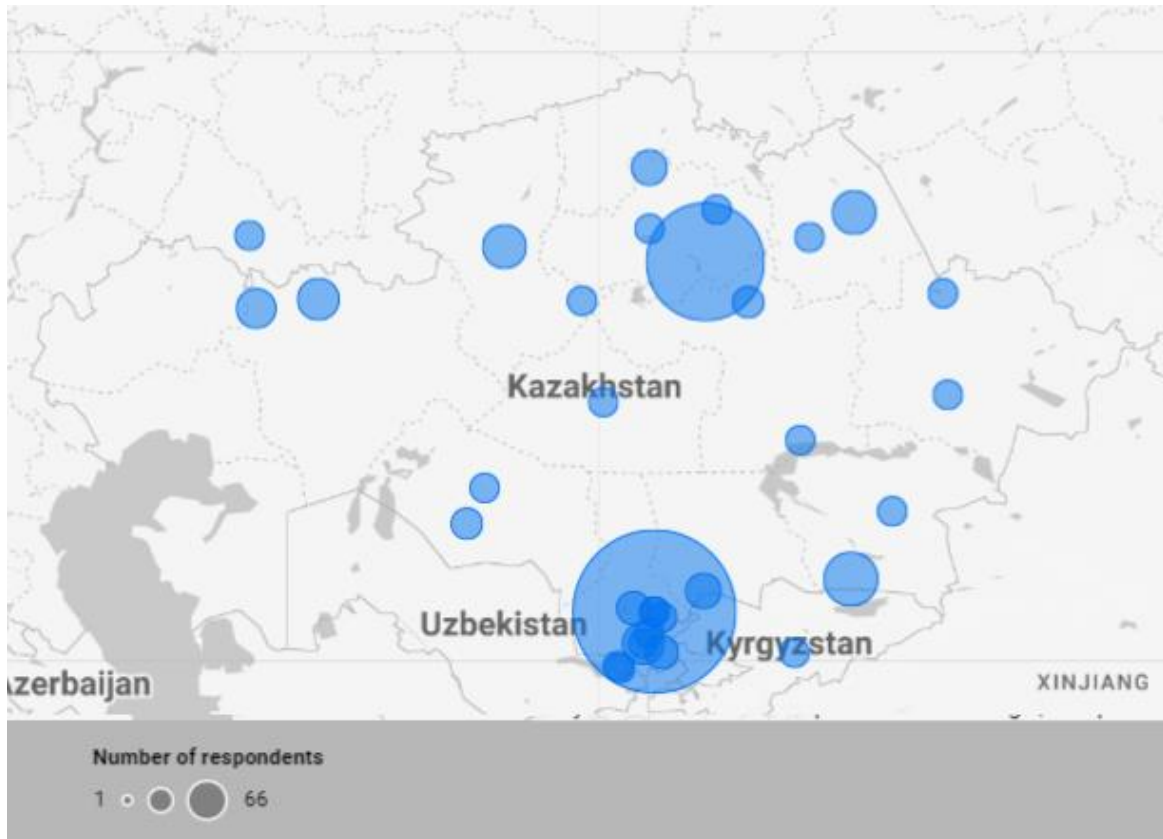 Kazakhstan
Uzbekistan
Kyrgyzstan
zerbaijan
XINJIANG
Number of respondents
1 66